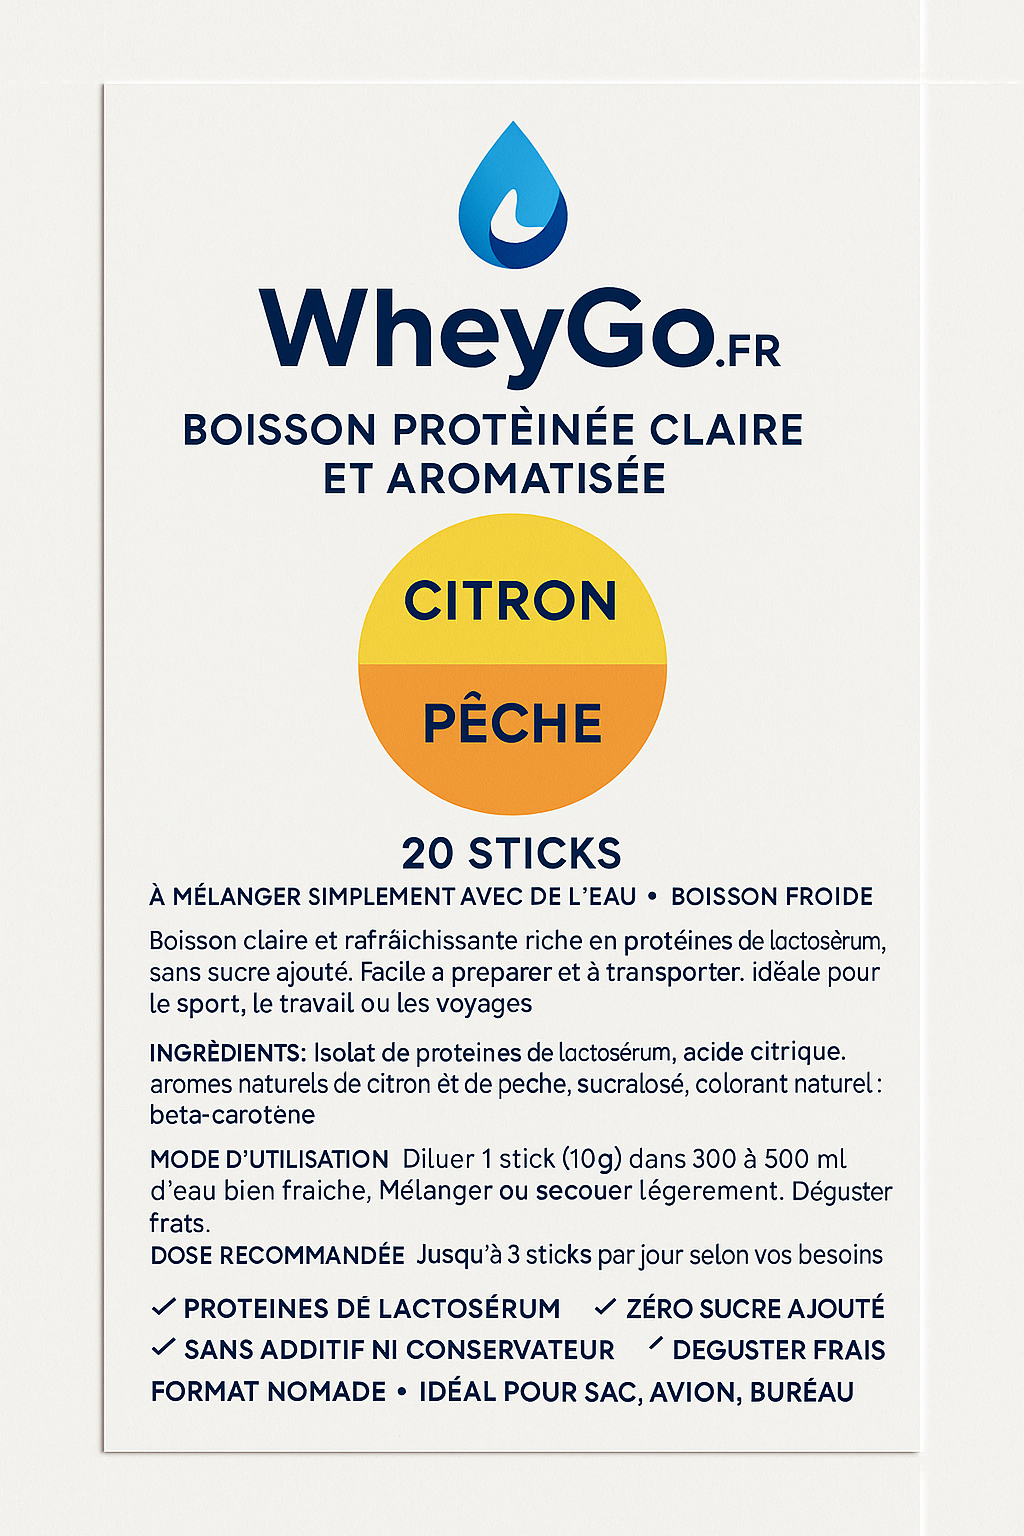 WheyGo.FR
BOISSON PROTÈINÉE CLAIRE
ET AROMATISÉE
CITRON
PÊCHE
20 STICKS
À MÉLANGER SIMPLEMENT AVEC DE L'EAU • BOISSON FROIDE
Boisson claire et rafrâichissante riche en protéines de lactosèrum,
sans sucre ajouté. Facile a preparer et à transporter. iděale pour
le sport, le travail ou les voyages
INGRÈDIENTS: Isolat de proteines de lactosérum, acide citrique.
aromes naturels de citron èt de peche, sucralosé, colorant naturel :
beta-carotène
MODE D'UTILISATION Diluer 1 stick (10g) dans 300 à 500 ml
d'eau bien fraiche, Mélanger ou secouer légerement. Déguster
frats.
DOSE RECOMMANDÉE Jusqu'à 3 sticks par jour selon vos besoins
✓ PROTEINES DĒ LACTOSÉRUM ✓ ZÉRO SUCRE AJOUTÉ
✓ SANS ADDITIF NI CONSERVATEUR ⁄ DEGUSTER FRAIS
FORMAT NOMADE • IDÉAL POUR SAC, AVION, BURÉAU